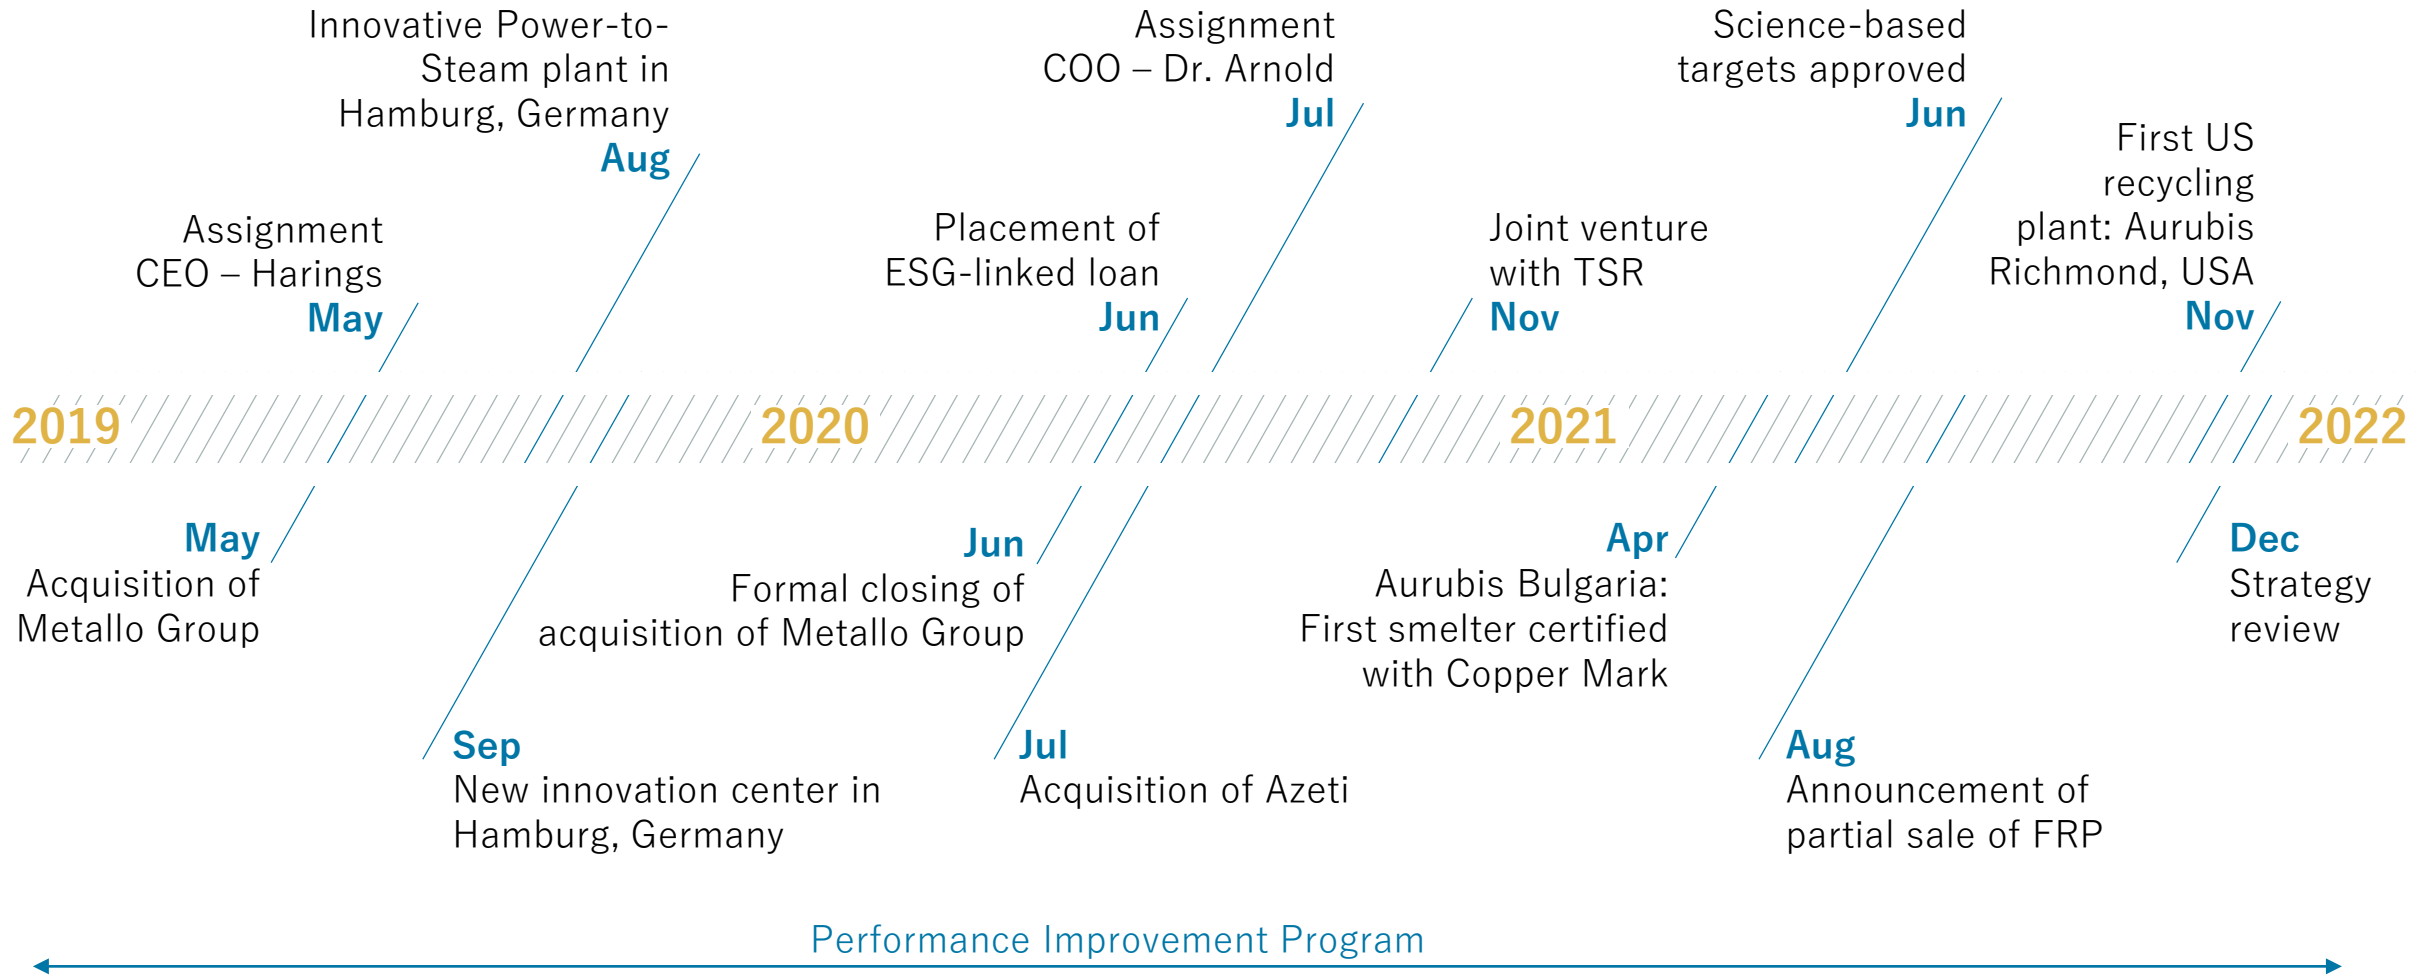 Innovative Power-to-
Steam plant in
Hamburg, Germany
Aug
Assignment
COO – Dr. Arnold
Jul
Science-based
targets approved
Jun
First US
recycling
plant: Aurubis
Richmond, USA
Nov
Assignment
CEO – Harings
May
Placement of
ESG-linked loan
Jun
Joint venture
with TSR
Nov
2019
2020
2021
2022
May
Acquisition of
Metallo Group
Jun
Formal closing of
acquisition of Metallo Group
Apr
Aurubis Bulgaria:
First smelter certified
with Copper Mark
Dec
Strategy
review
Sep
New innovation center in
Hamburg, Germany
Jul
Acquisition of Azeti
Aug
Announcement of
partial sale of FRP
Performance Improvement Program